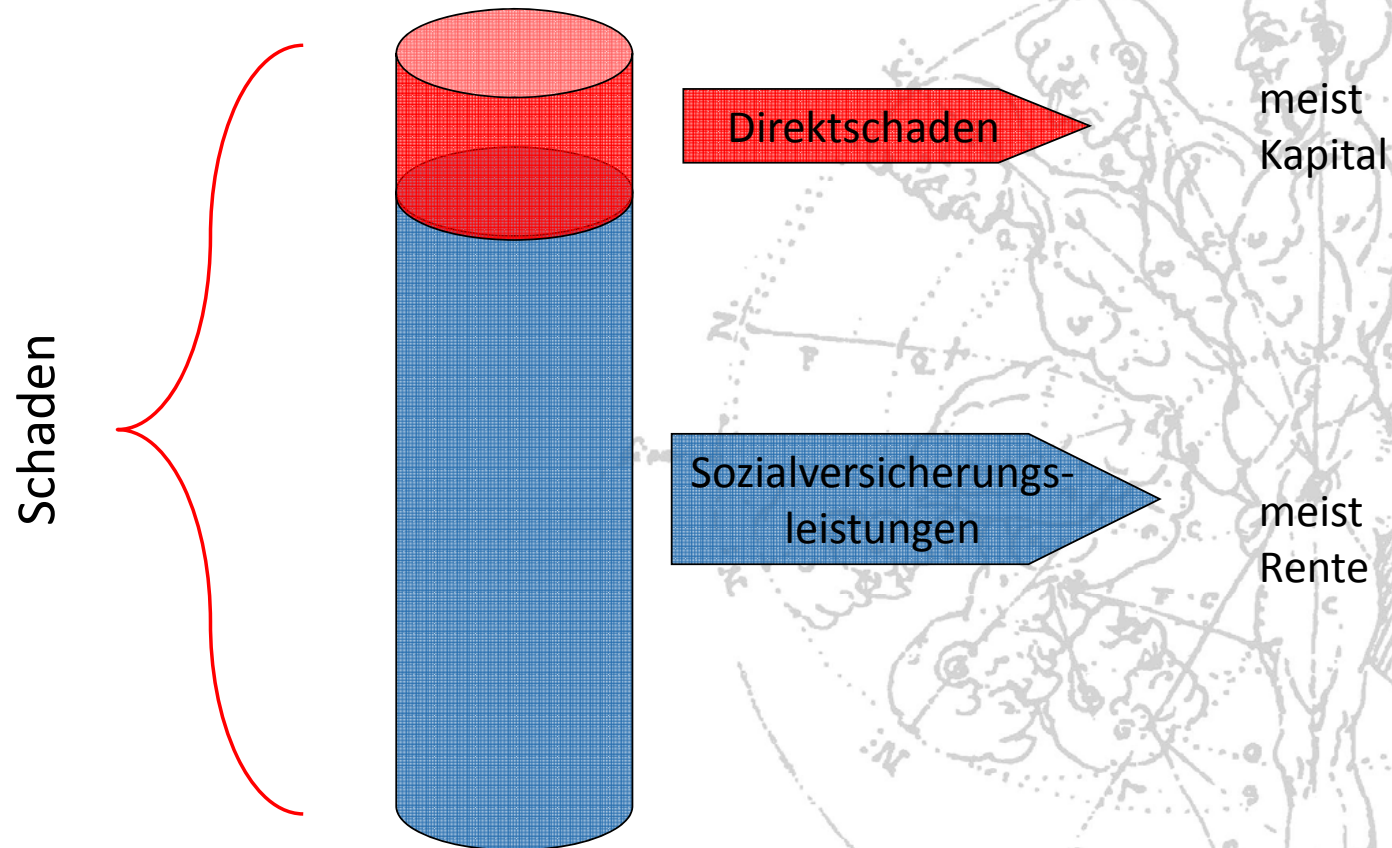 Schaden
Direktschaden
meist
Kapital
Sozialversicherungs-
leistungen
meist
Rente